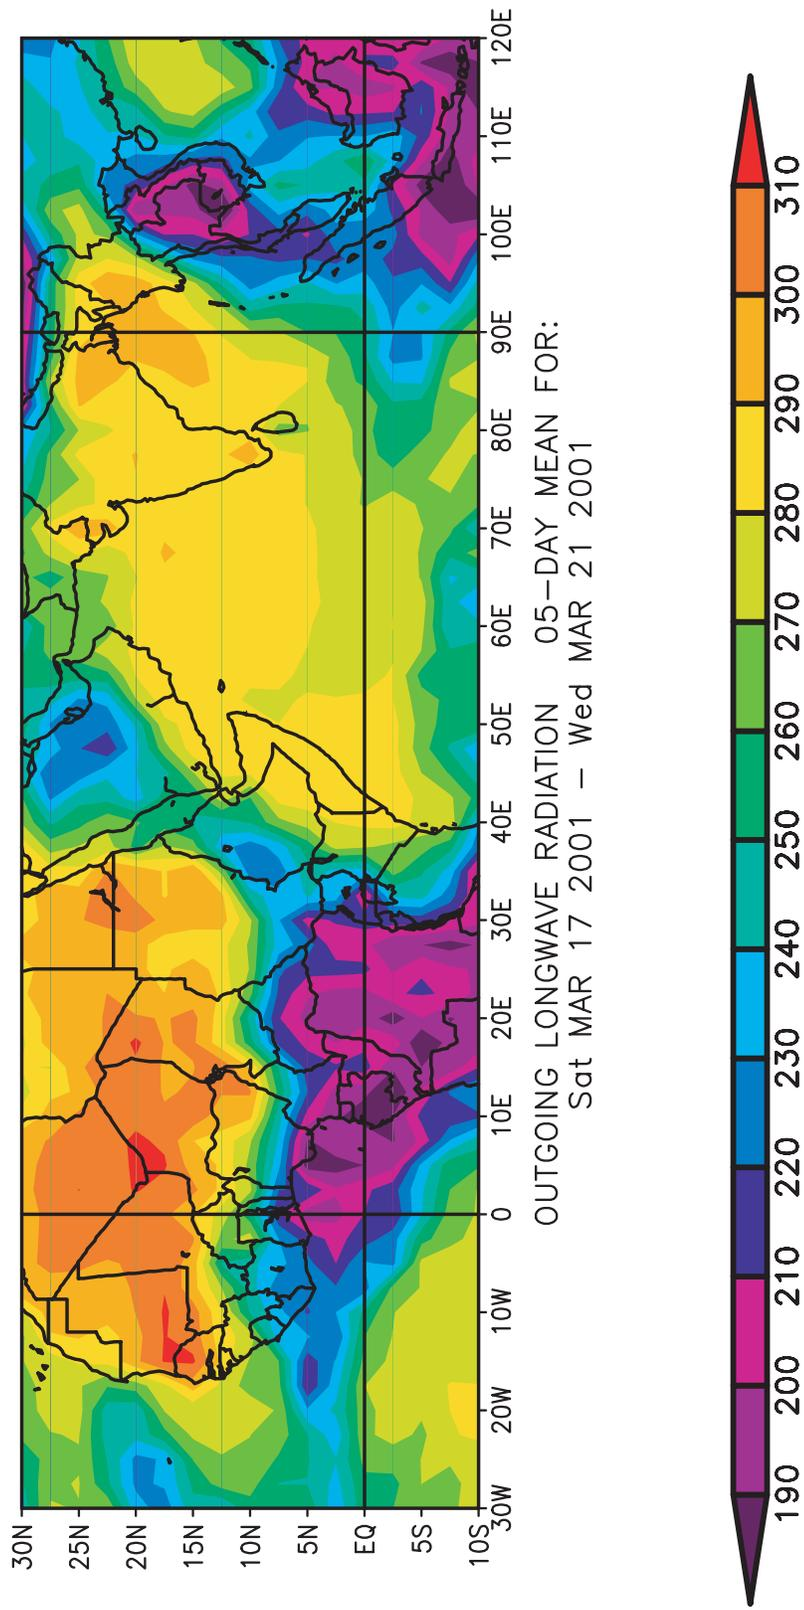 30N
25N
20N
15N
10N
5N
EQ
5S
10S
30W 20W 10W 0 10E 20E 30E 40E 50E 60E 70E 80E 90E 100E 110E 120E
OUTGOING LONGWAVE RADIATION 05-DAY MEAN FOR:
Sat MAR 17 2001 - Wed MAR 21 2001
190 200 210 220 230 240 250 260 270 280 290 300 310